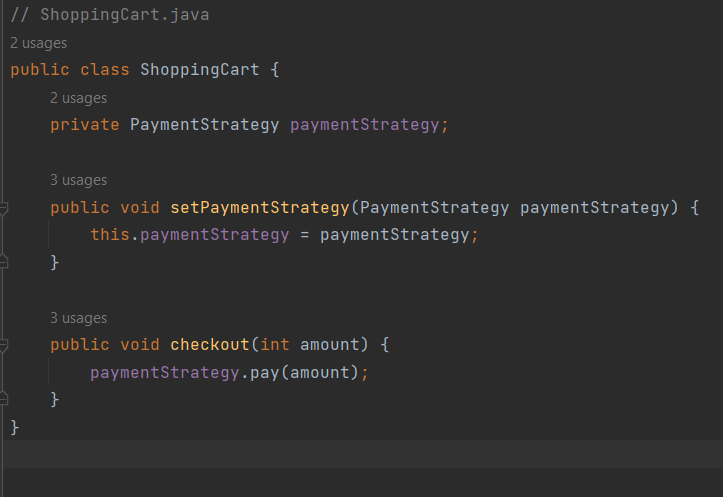 // ShoppingCart.java
2 usages
public class ShoppingCart {
2 usages
private PaymentStrategy paymentStrategy;
3 usages
public void setPaymentStrategy(PaymentStrategy paymentStrategy) {
this.paymentStrategy = paymentStrategy;
}
3 usages
public void checkout(int amount) {
paymentStrategy.pay(amount);
}
}